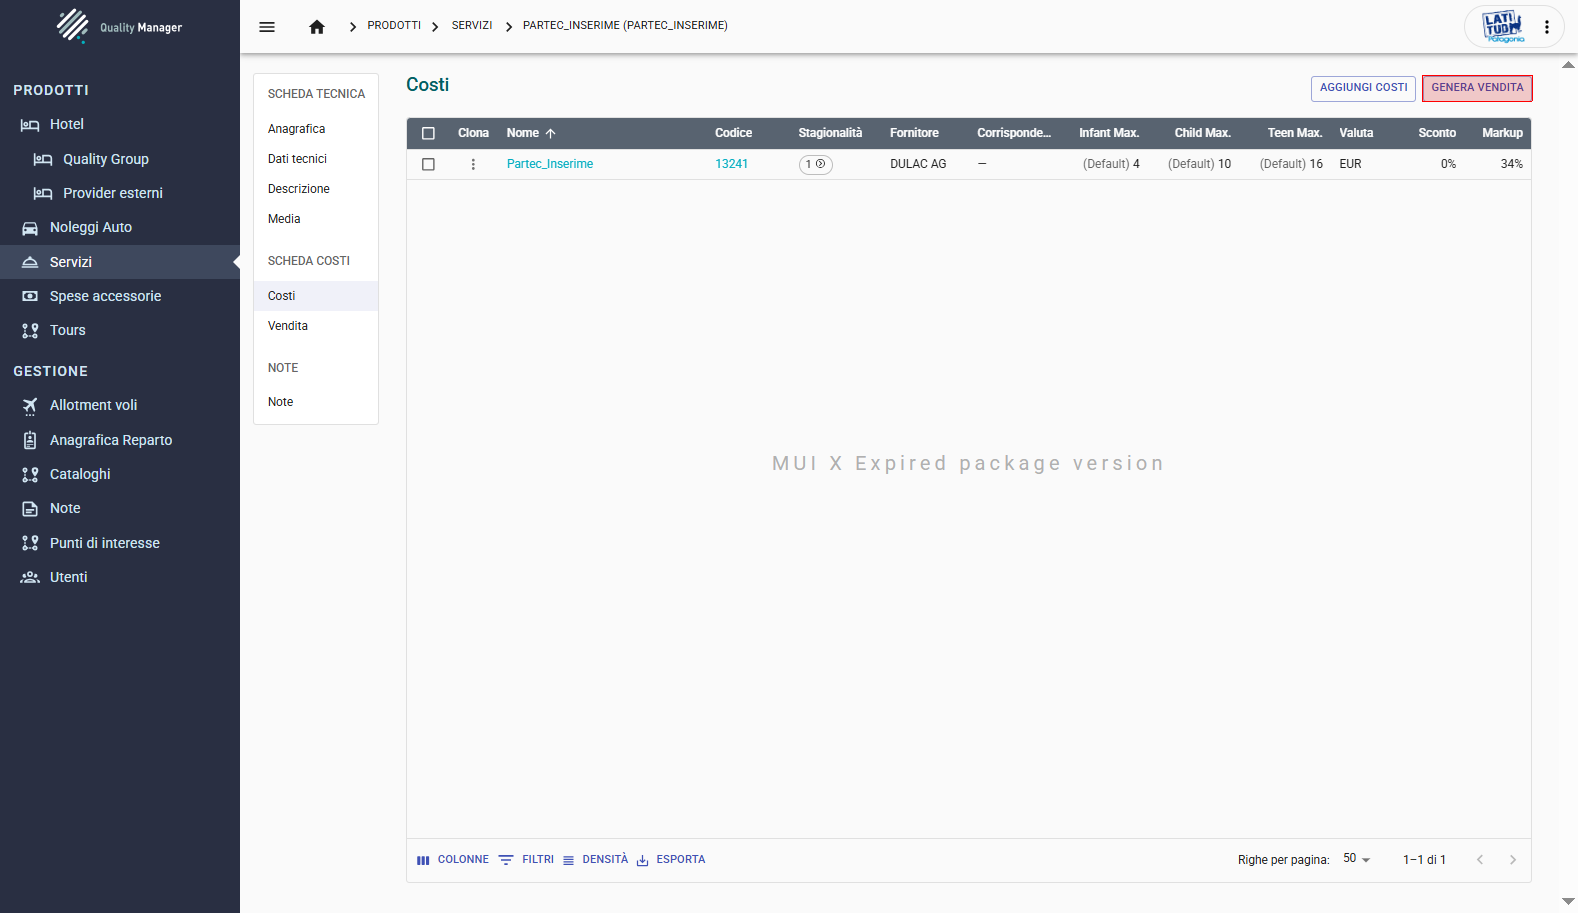 Quality Manager
PRODOTTI
Hotel
Quality Group
Provider esterni
Noleggi Auto
Servizi
Spese accessorie
Tours
GESTIONE
Allotment voli
Anagrafica Reparto
Cataloghi
Note
Punti di interesse
Utenti
PRODOTTI SERVIZI PARTEC_INSERIME (PARTEC_INSERIME)
LATITUD Patagonia
SCHEDA TECNICA
Anagrafica
Dati tecnici
Descrizione
Media
SCHEDA COSTI
Costi
Vendita
NOTE
Note
Costi
AGGIUNGI COSTI GENERA VENDITA
Clona Nome Codice Stagionalità Fornitore Corrisponde... Infant Max. Child Max. Teen Max. Valuta Sconto Markup
Partec_Inserime 13241 1 DULAC AG — (Default) 4 (Default) 10 (Default) 16 EUR 0% 34%
MUI X Expired package version
COLONNE FILTRI DENSITÀ ESPORTA
Righe per pagina: 50 1–1 di 1